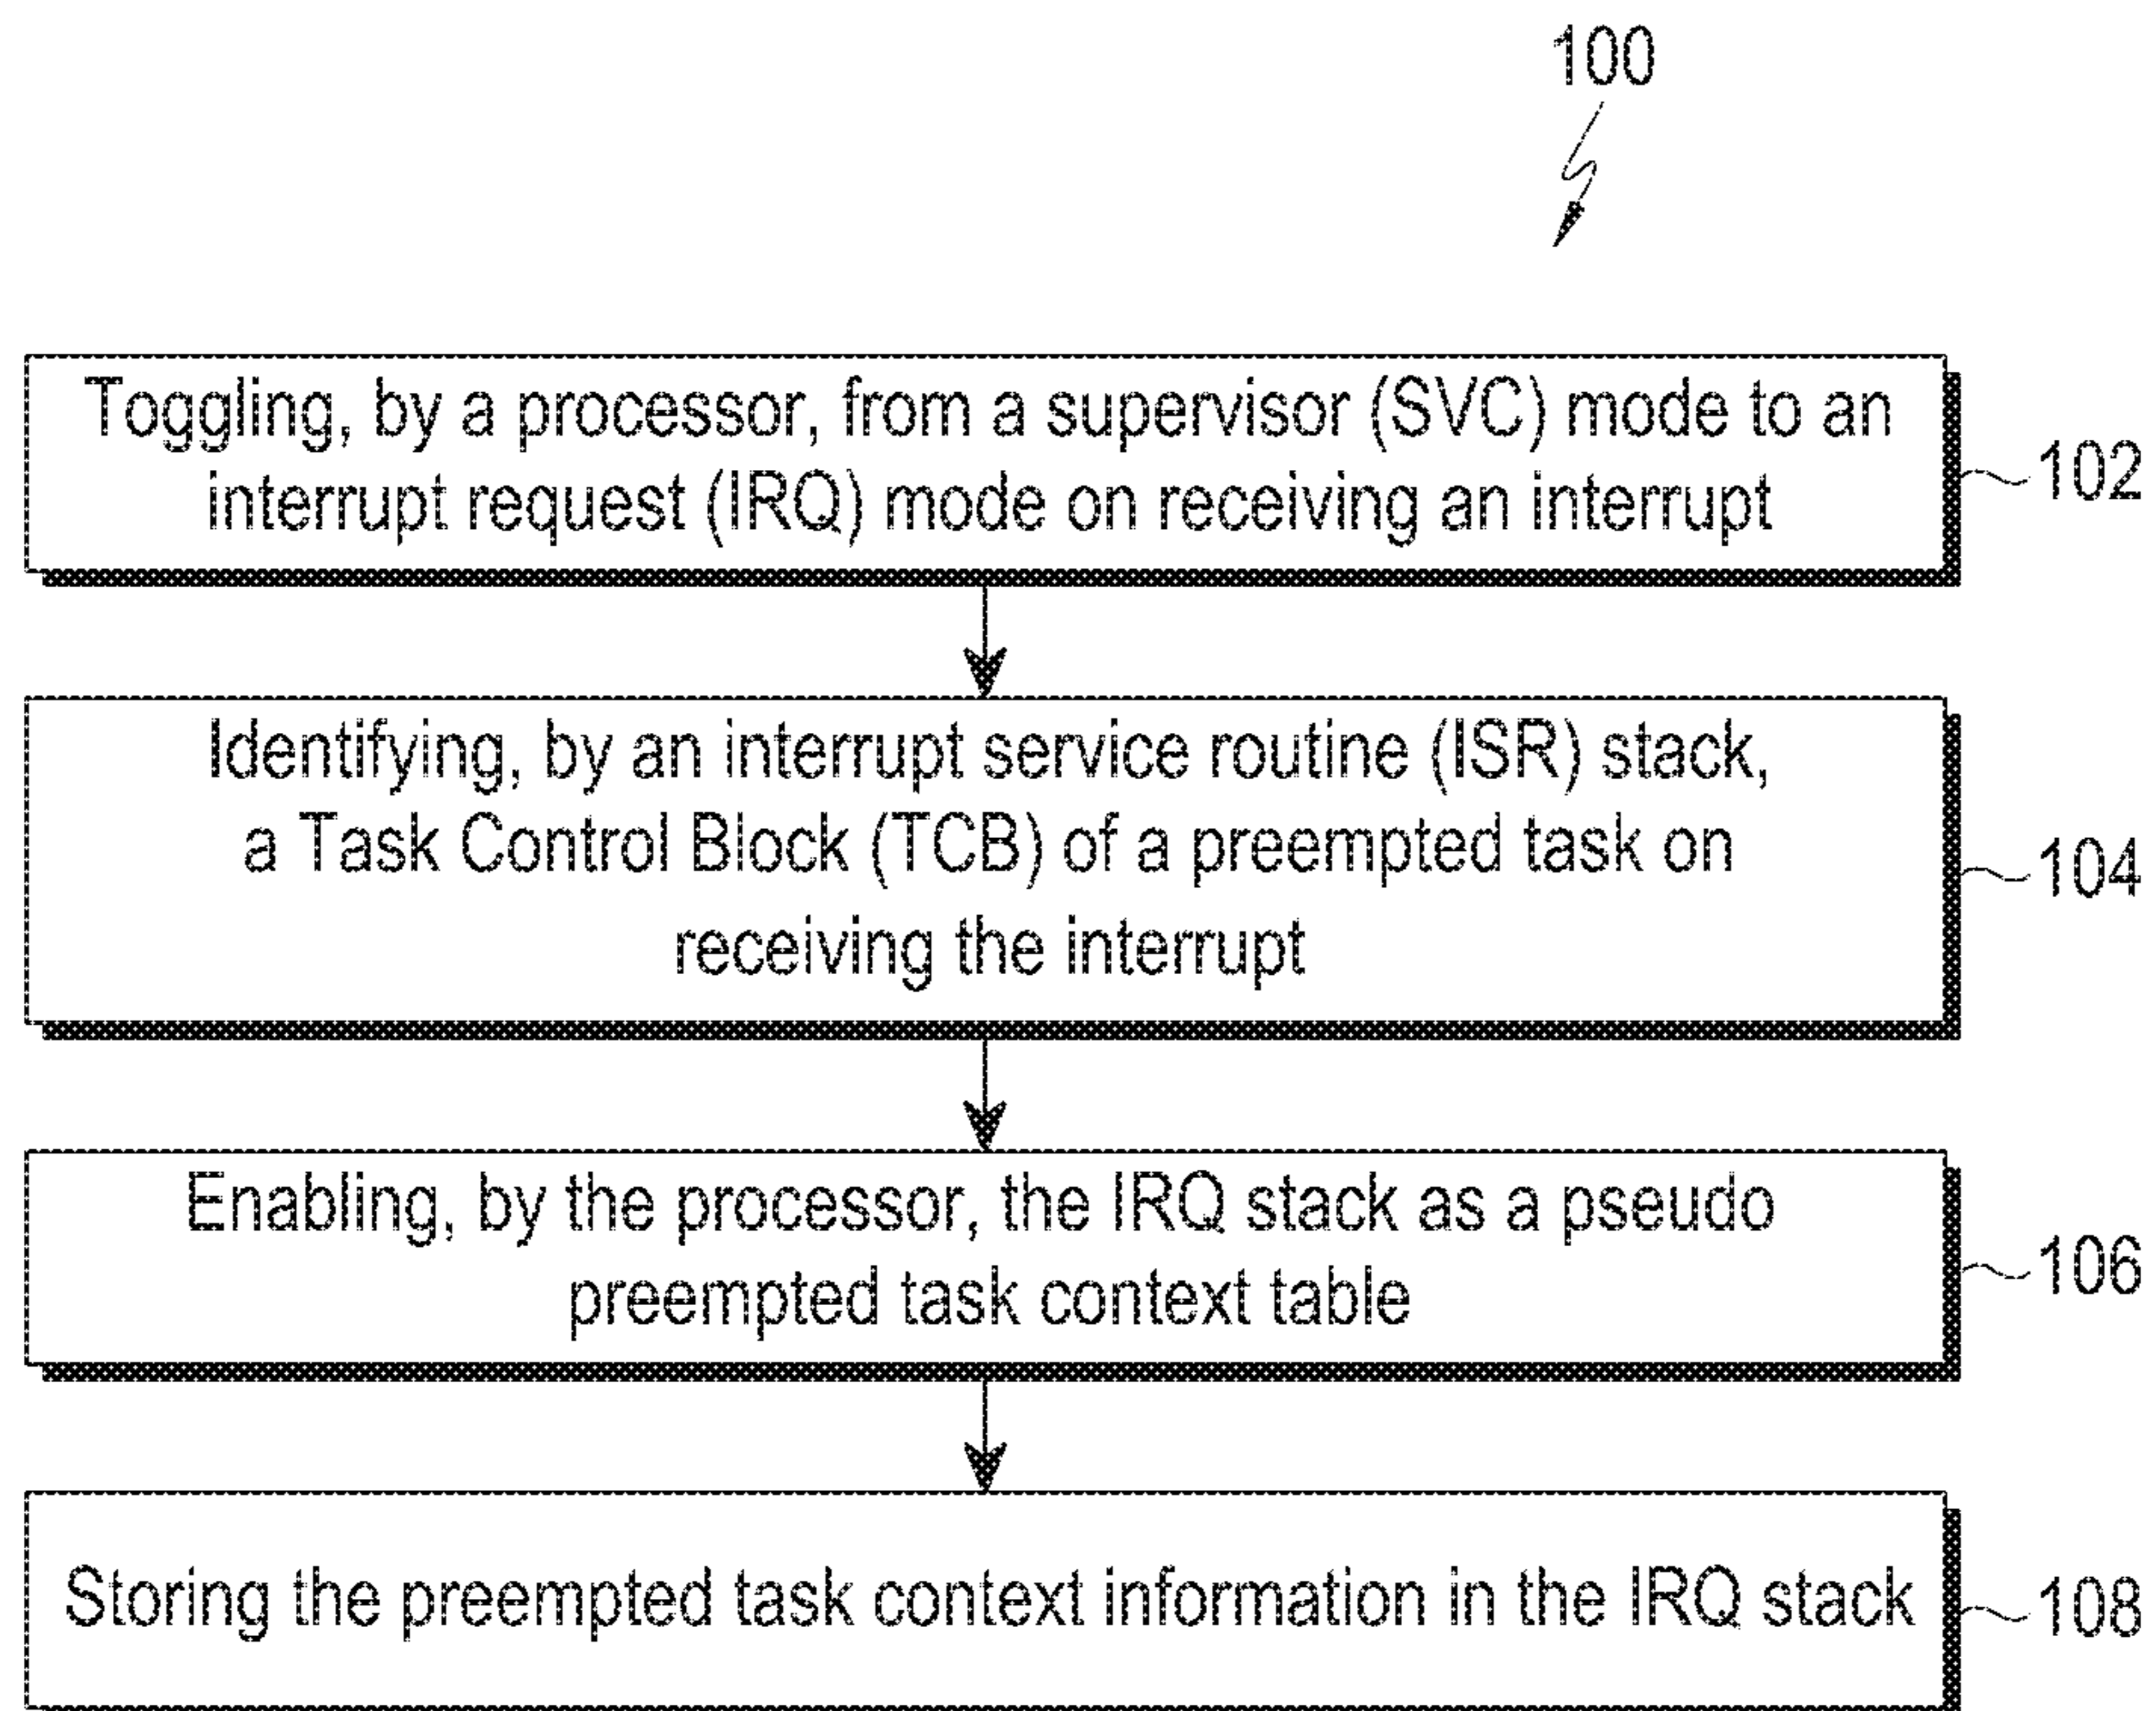 100
Toggling, by a processor, from a supervisor (SVC) mode to an
interrupt request (IRQ) mode on receiving an interrupt
102
Identifying, by an interrupt service routine (ISR) stack,
a Task Control Block (TCB) of a preempted task on
receiving the interrupt
104
Enabling, by the processor, the IRQ stack as a pseudo
preempted task context table
106
Storing the preempted task context information in the IRQ stack
108